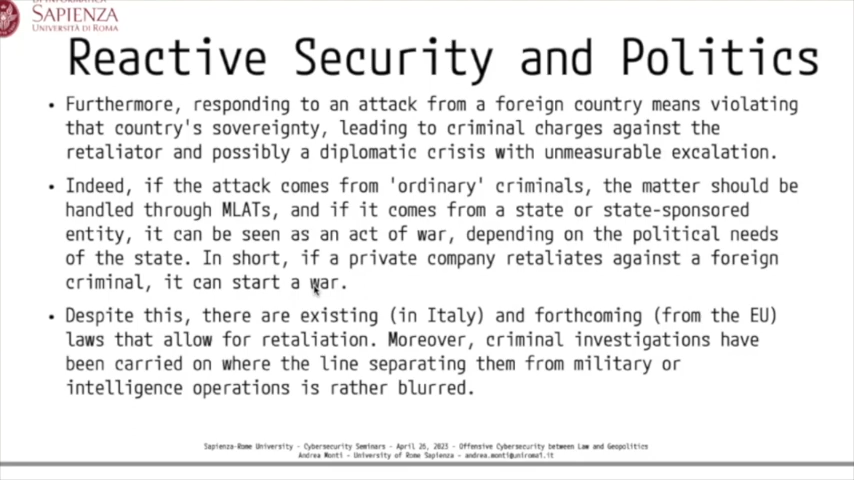 DI INFORMATICA
SAPIENZA
UNIVERSITÀ DI ROMA
Reactive Security and Politics
• Furthermore, responding to an attack from a foreign country means violating
that country's sovereignty, leading to criminal charges against the
retaliator and possibly a diplomatic crisis with unmeasurable excalation.
• Indeed, if the attack comes from 'ordinary' criminals, the matter should be
handled through MLATs, and if it comes from a state or state-sponsored
entity, it can be seen as an act of war, depending on the political needs
of the state. In short, if a private company retaliates against a foreign
criminal, it can start a war.
• Despite this, there are existing (in Italy) and forthcoming (from the EU)
laws that allow for retaliation. Moreover, criminal investigations have
been carried on where the line separating them from military or
intelligence operations is rather blurred.
Sapienza-Rome University - Cybersecurity Seminars - April 26, 2023 - Offensive Cybersecurity between Law and Geopolitics
Andrea Monti - University of Rome Sapienza - andrea.monti@uniroma1.it